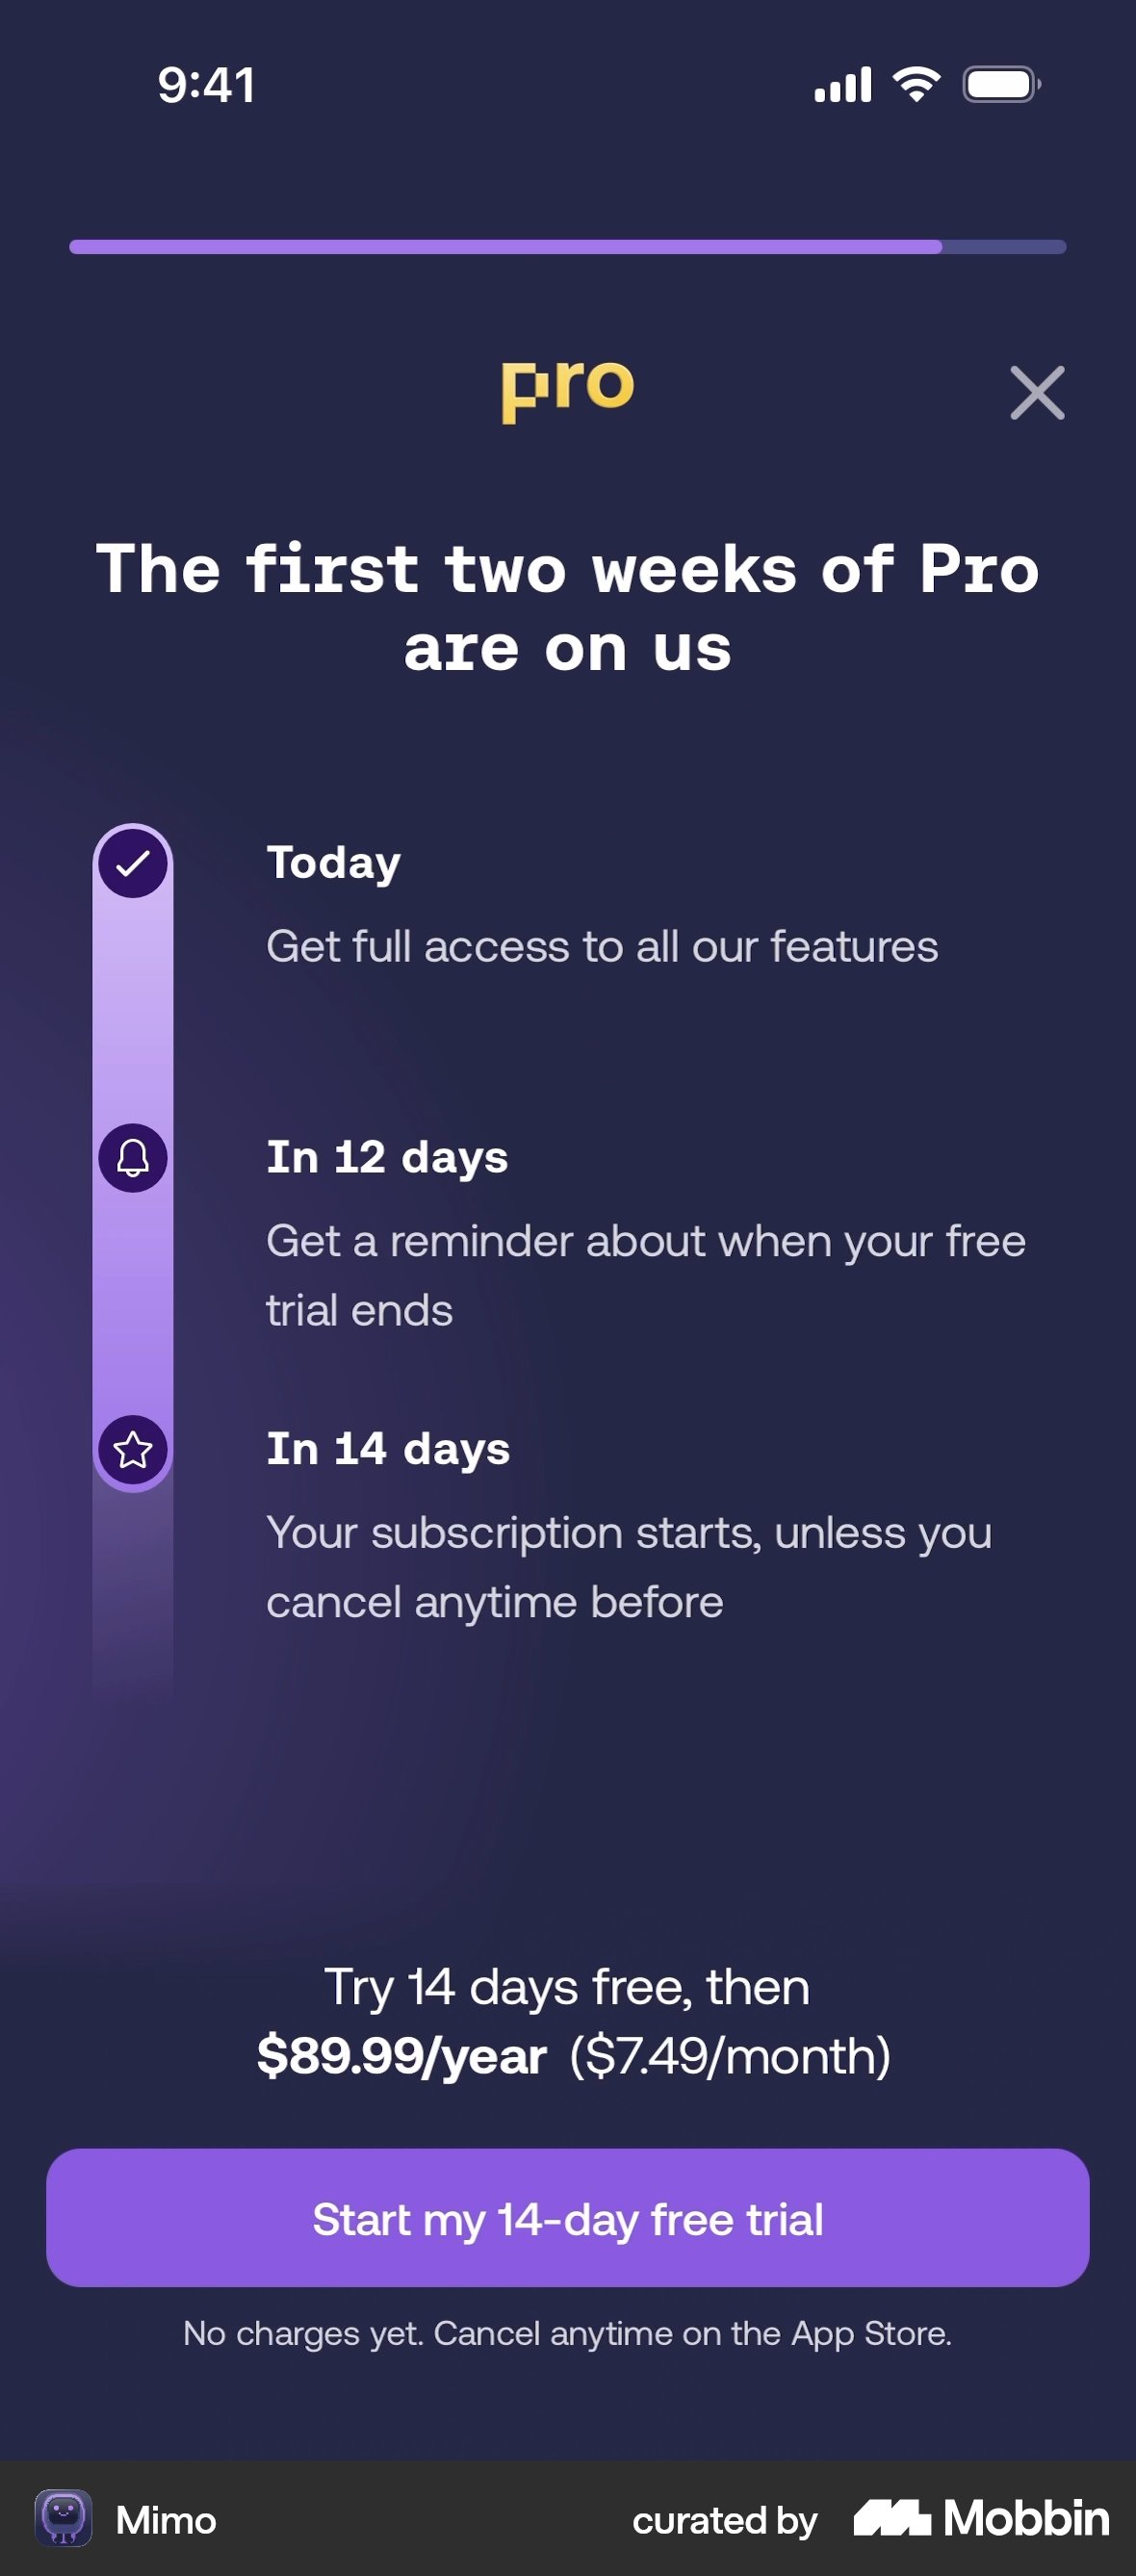 9:41
pro
The first two weeks of Pro
are on us
Today
Get full access to all our features
In 12 days
Get a reminder about when your free
trial ends
In 14 days
Your subscription starts, unless you
cancel anytime before
Try 14 days free, then
$89.99/year ($7.49/month)
Start my 14-day free trial
No charges yet. Cancel anytime on the App Store.
Mimo
curated by Mobbin